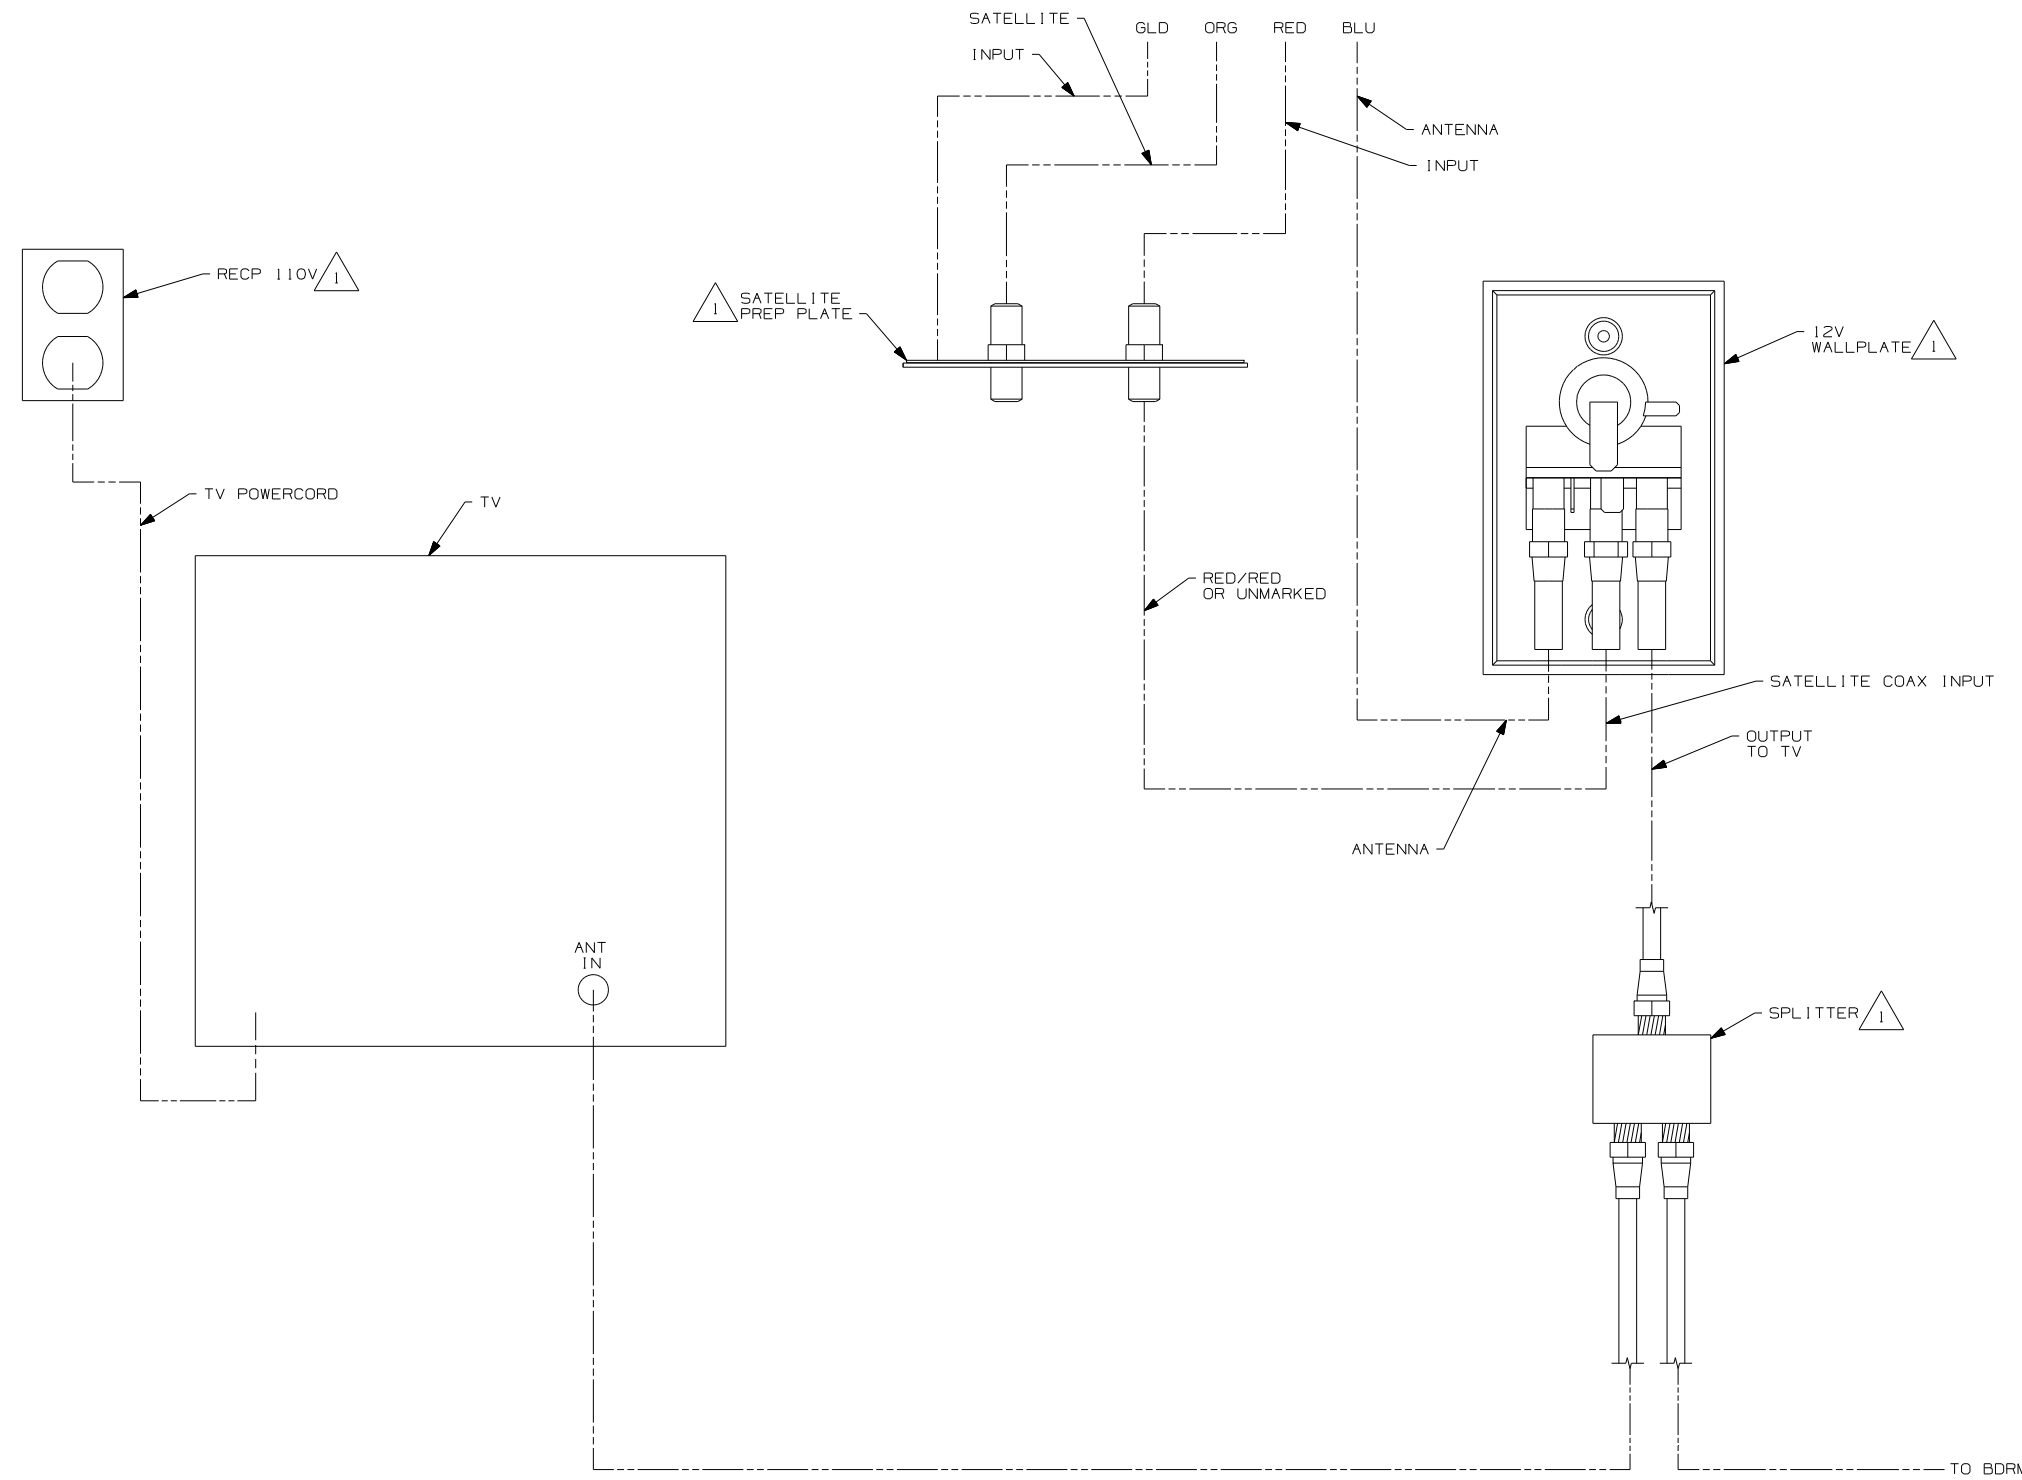 SATELLITE
GLD
ORG
RED
BLU
INPUT
ANTENNA
INPUT
RECP 110V
1
1
SATELLITE
PREP PLATE
12V
WALLPLATE
1
TV POWERCORD
TV
RED/RED
OR UNMARKED
SATELLITE COAX INPUT
OUTPUT
TO TV
ANTENNA
ANT
IN
SPLITTER
1
TO BDRM